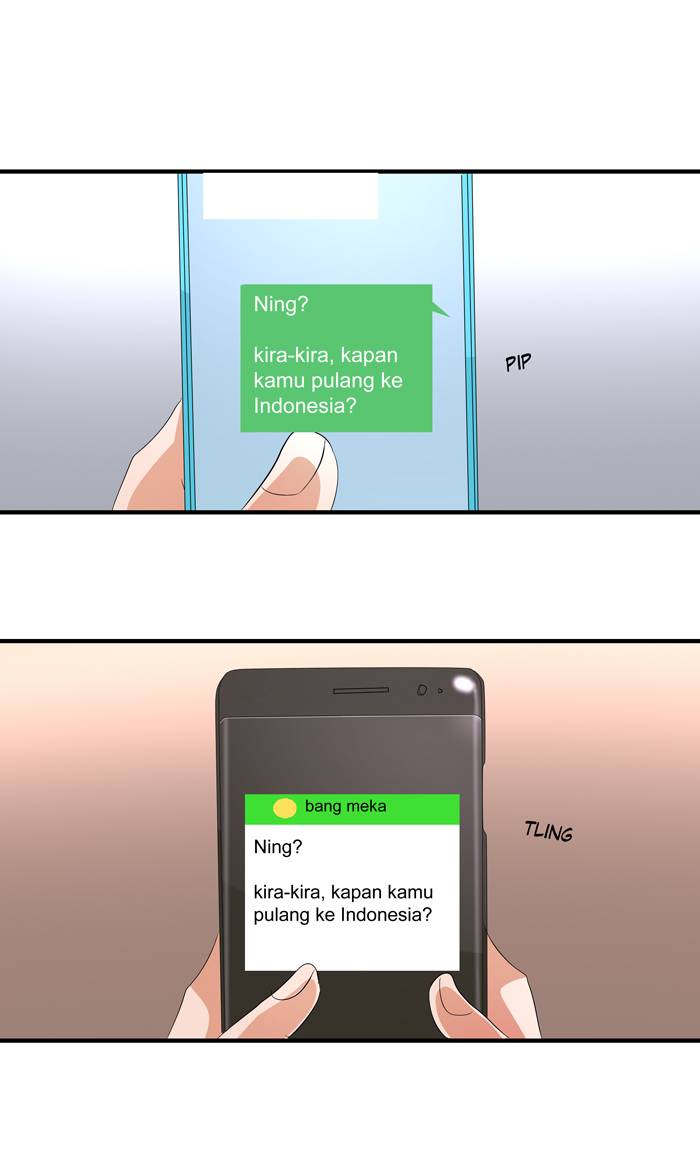 Ning?
kira-kira, kapan
kamu pulang ke
Indonesia?
PIP
bang meka
Ning?
kira-kira, kapan kamu
pulang ke Indonesia?
TLING